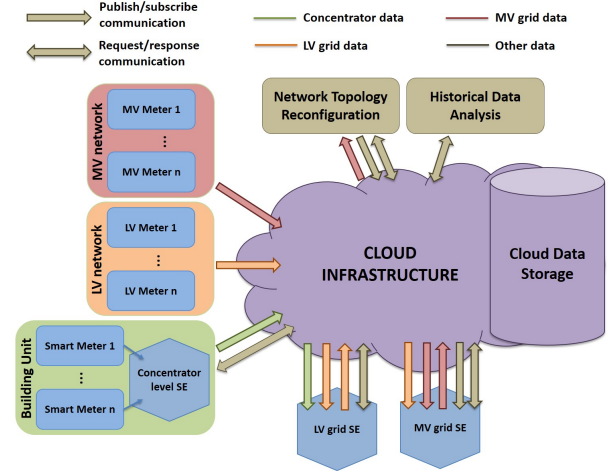 Publish/subscribe
communication
Request/response
communication
Concentrator data
LV grid data
MV grid data
Other data
MV network
MV Meter 1
...
MV Meter n
LV network
LV Meter 1
...
LV Meter n
Building Unit
Smart Meter 1
...
Smart Meter n
Concentrator
level SE
Network Topology
Reconfiguration
Historical Data
Analysis
CLOUD
INFRASTRUCTURE
Cloud Data
Storage
LV grid SE
MV grid SE